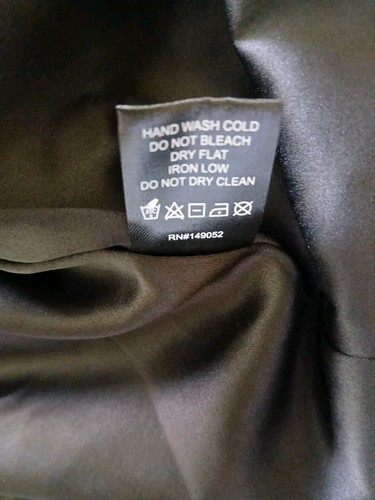 HAND WASH COLD
DO NOT BLEACH
DRY FLAT
IRON LOW
DO NOT DRY CLEAN
RN#149052